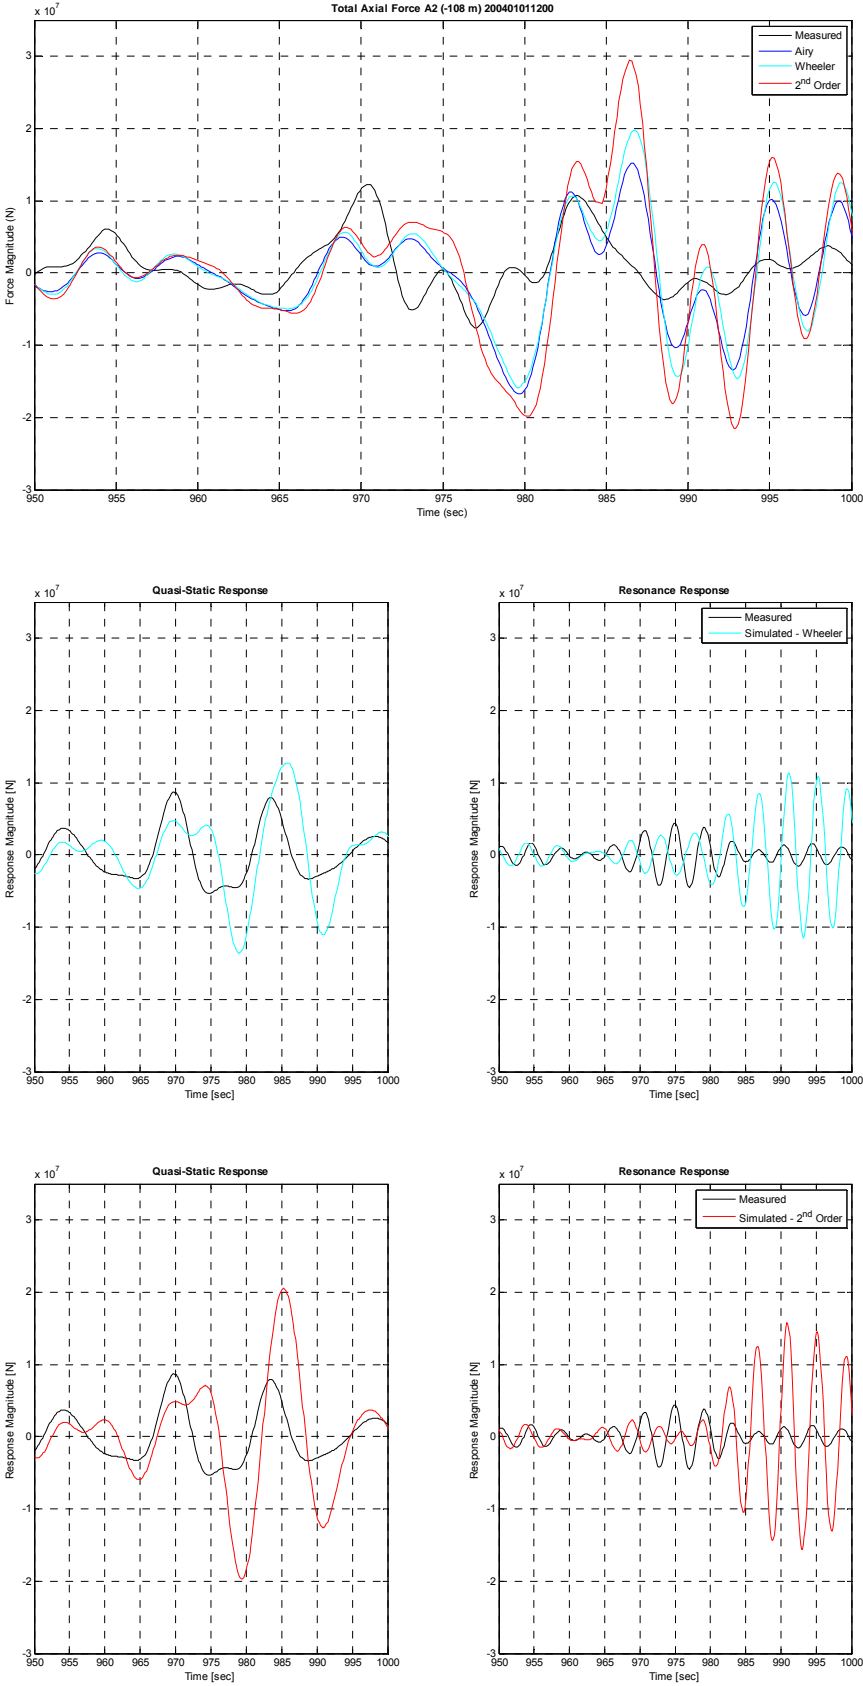 Total Axial Force A2 (-108 m) 200401011200
x 10^7
Measured
Airy
Wheeler
2nd Order
3
2
1
0
-1
-2
-3
Force Magnitude (N)
950 955 960 965 970 975 980 985 990 995 1000
Time (sec)
Quasi-Static Response
x 10^7
3
2
1
0
-1
-2
-3
Response Magnitude [N]
950 955 960 965 970 975 980 985 990 995 1000
Time [sec]
Resonance Response
x 10^7
Measured
Simulated - Wheeler
3
2
1
0
-1
-2
-3
Response Magnitude [N]
950 955 960 965 970 975 980 985 990 995 1000
Time [sec]
Quasi-Static Response
x 10^7
3
2
1
0
-1
-2
-3
Response Magnitude [N]
950 955 960 965 970 975 980 985 990 995 1000
Time [sec]
Resonance Response
x 10^7
Measured
Simulated - 2nd Order
3
2
1
0
-1
-2
-3
Response Magnitude [N]
950 955 960 965 970 975 980 985 990 995 1000
Time [sec]